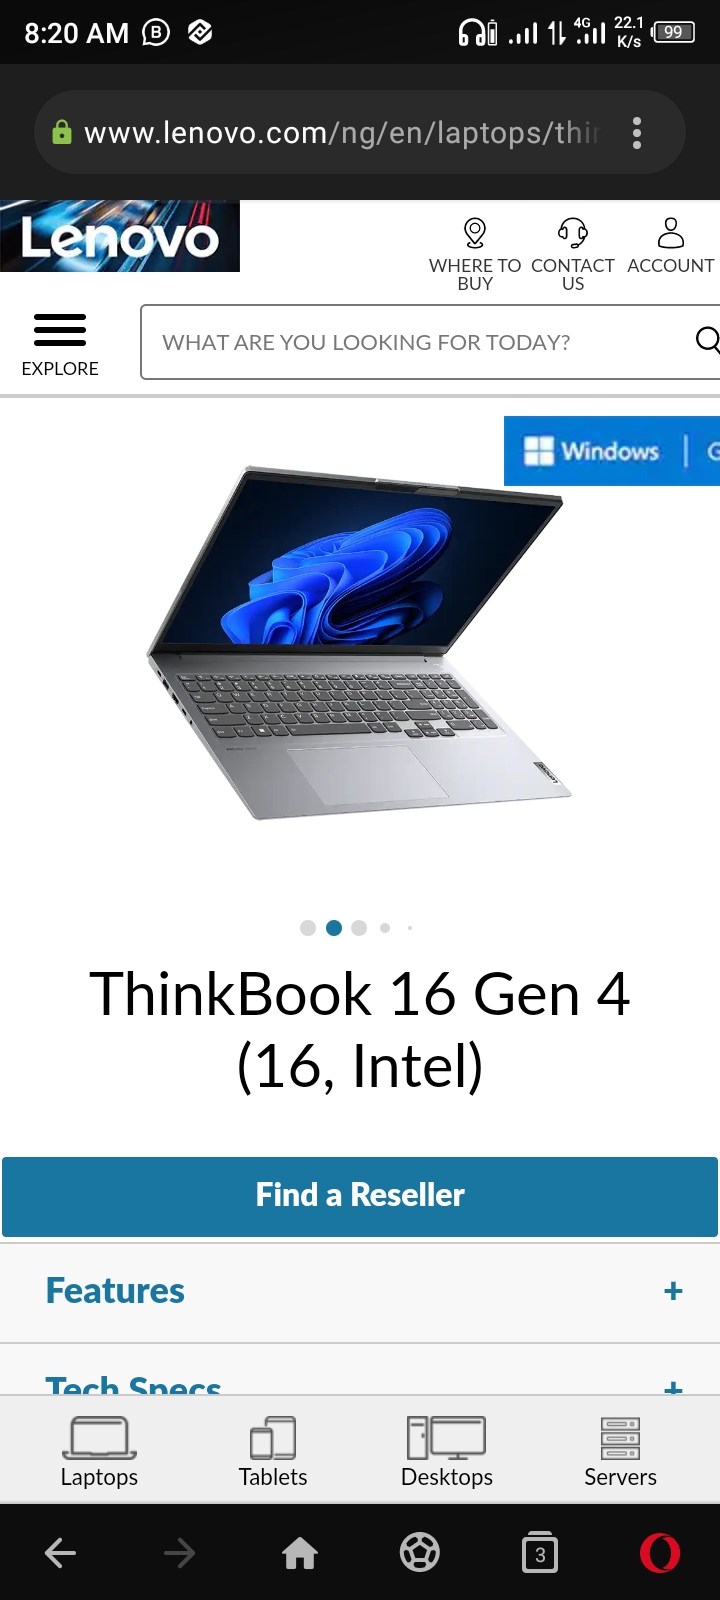 8:20 AM B 4G 22.1 K/s 99
www.lenovo.com/ng/en/laptops/thin
Lenovo
WHERE TO BUY
CONTACT US
ACCOUNT
EXPLORE
WHAT ARE YOU LOOKING FOR TODAY?
Windows | G
ThinkBook 16 Gen 4
(16, Intel)
Find a Reseller
Features +
Tech Specs +
Laptops
Tablets
Desktops
Servers
3